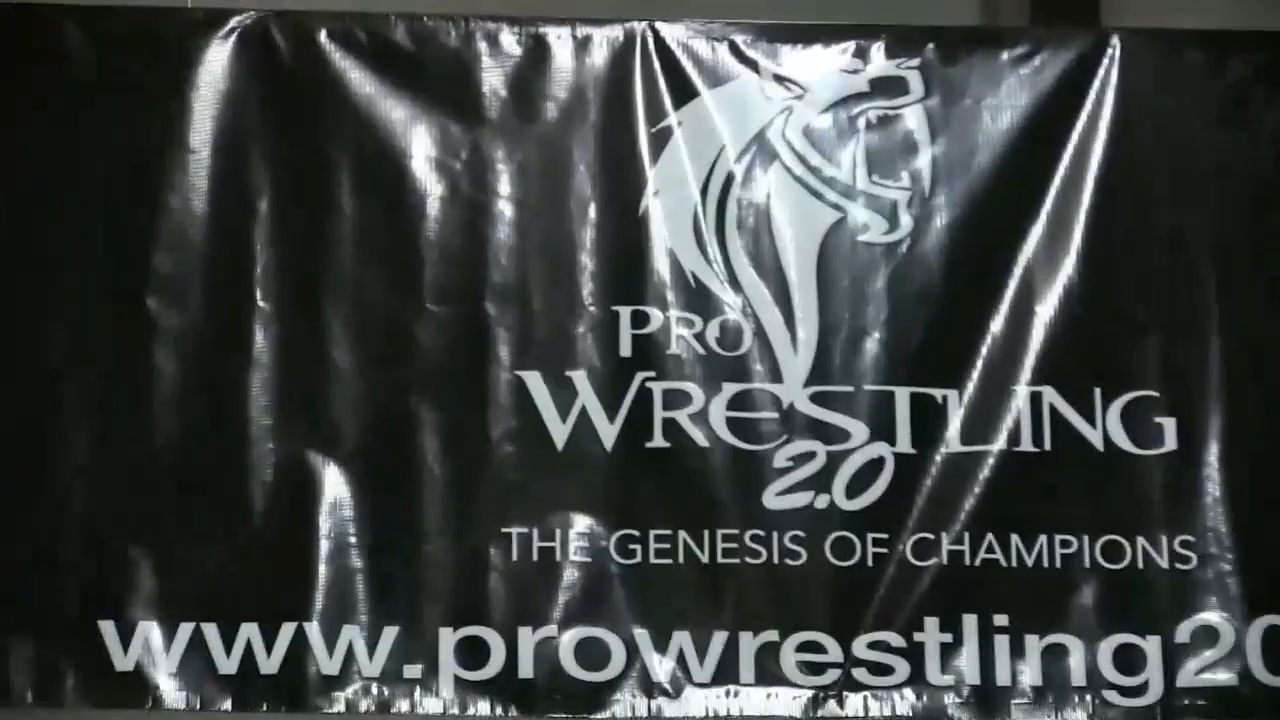 PRO
WRESTLING
2.0
THE GENESIS OF CHAMPIONS
www.prowrestling20